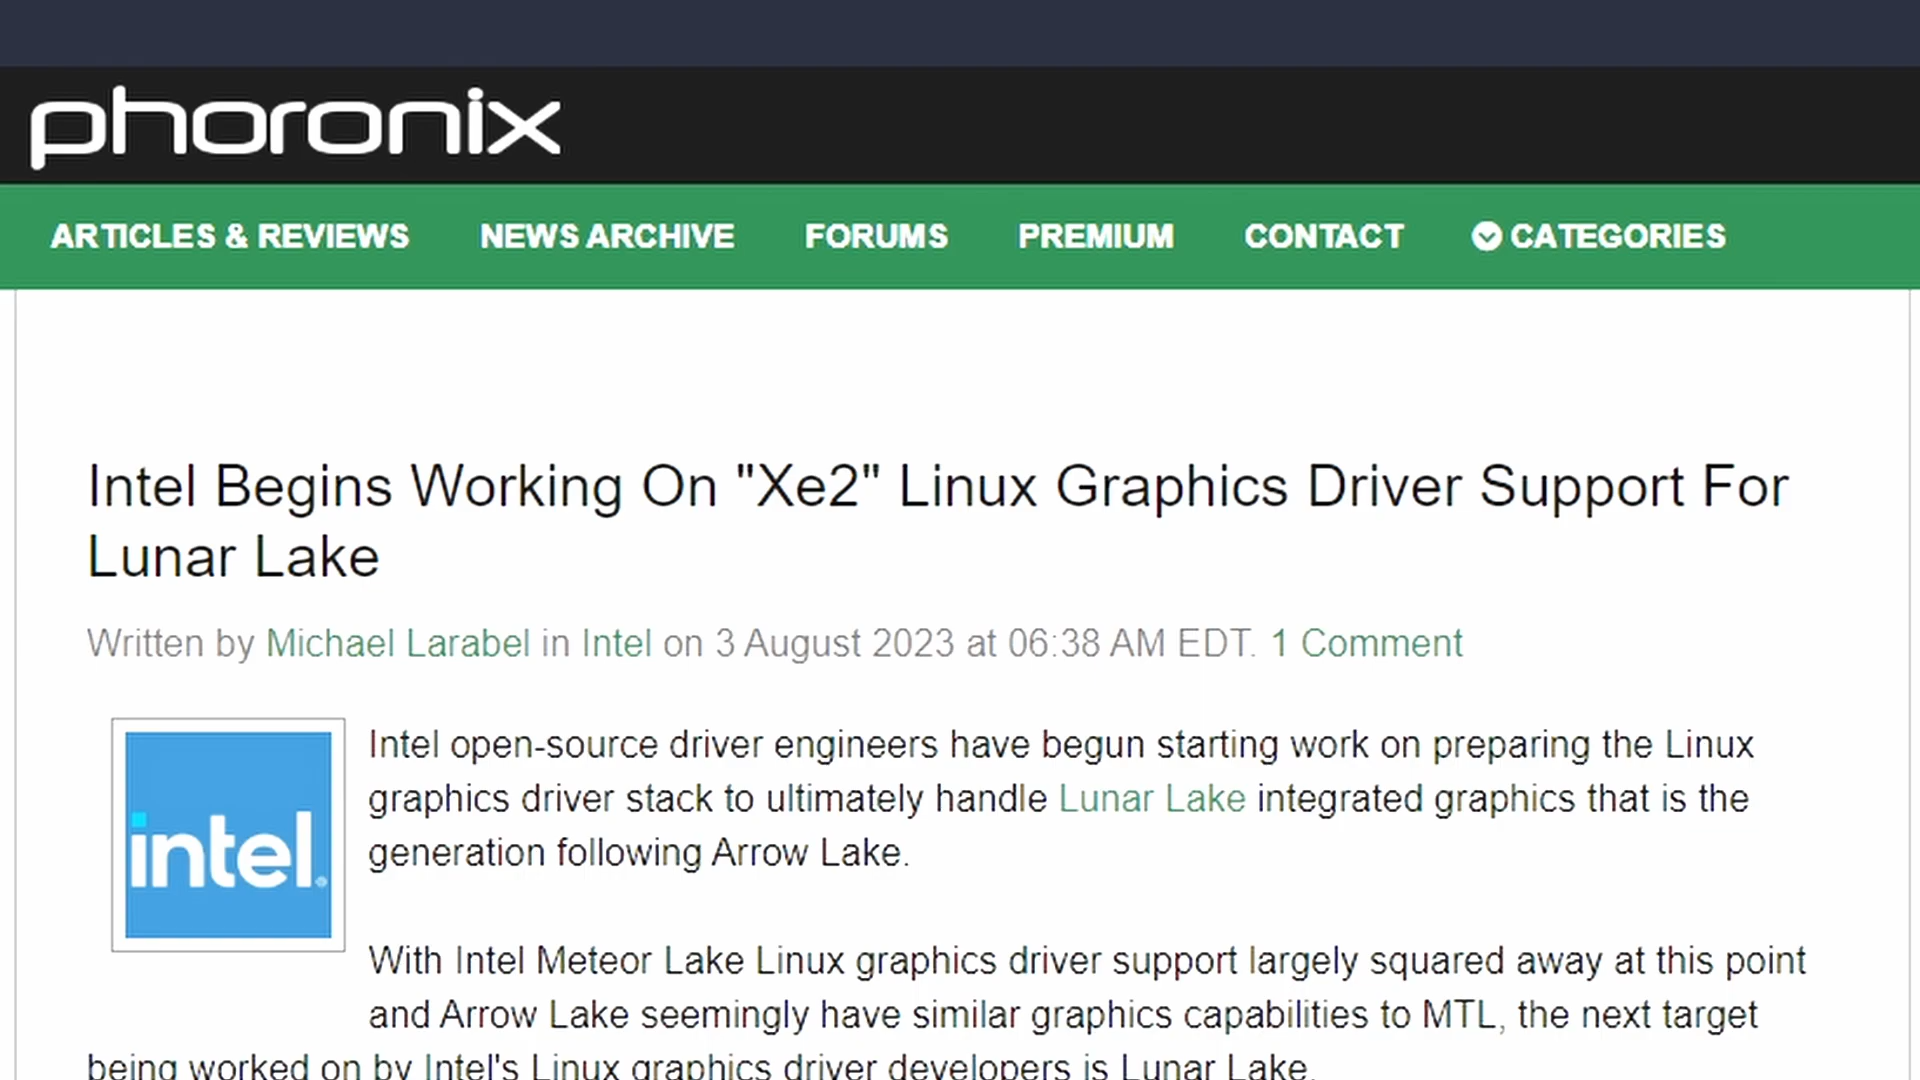 phoronix
ARTICLES & REVIEWS NEWS ARCHIVE FORUMS PREMIUM CONTACT CATEGORIES
Intel Begins Working On "Xe2" Linux Graphics Driver Support For
Lunar Lake
Written by Michael Larabel in Intel on 3 August 2023 at 06:38 AM EDT. 1 Comment
intel.
Intel open-source driver engineers have begun starting work on preparing the Linux
graphics driver stack to ultimately handle Lunar Lake integrated graphics that is the
generation following Arrow Lake.
With Intel Meteor Lake Linux graphics driver support largely squared away at this point
and Arrow Lake seemingly have similar graphics capabilities to MTL, the next target
being worked on by Intel's Linux graphics driver developers is Lunar Lake.